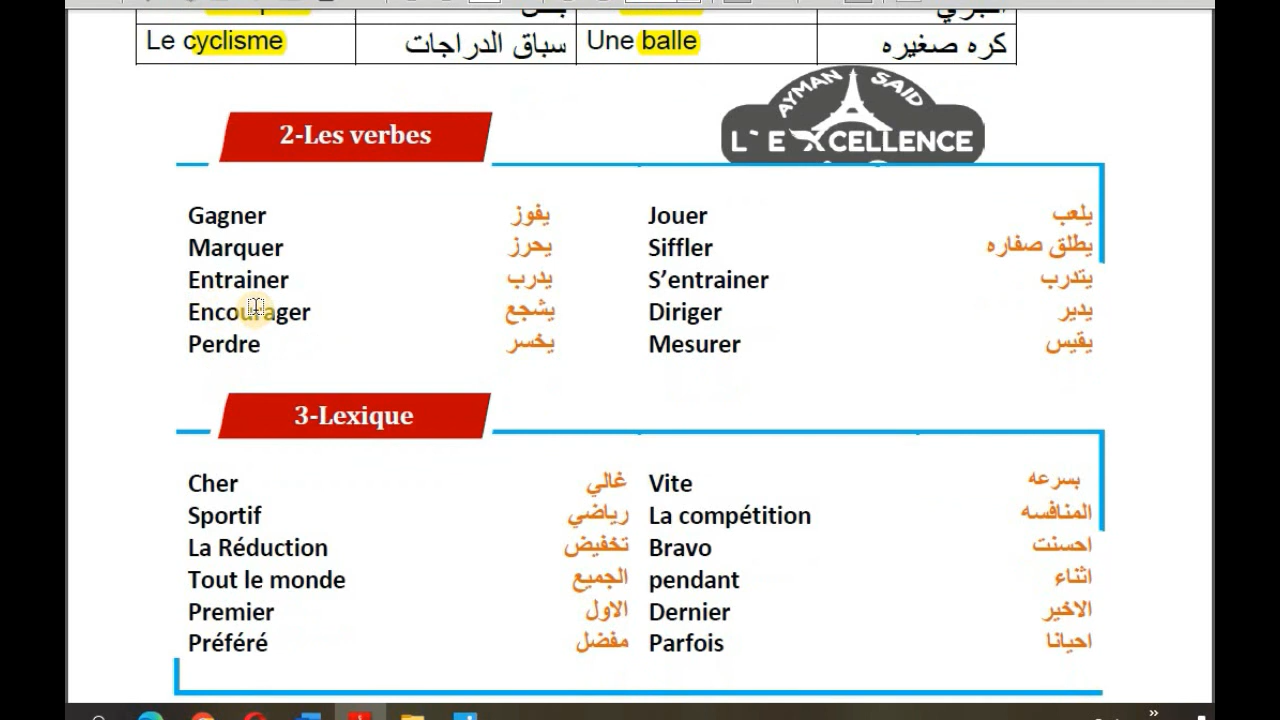 Le cyclisme سباق الدراجات Une balle كره صغيره
AYMAN SAID
L`EXCELLENCE
2-Les verbes
Gagner يفوز Jouer يلعب
Marquer يحرز Siffler يطلق صفاره
Entrainer يدرب S’entrainer يتدرب
Encourager يشجع Diriger يدير
Perdre يخسر Mesurer يقيس
3-Lexique
Cher غالي Vite بسرعه
Sportif رياضي La compétition المنافسه
La Réduction تخفيض Bravo احسنت
Tout le monde الجميع pendant اثناء
Premier الاول Dernier الاخير
Préféré مفضل Parfois احيانا